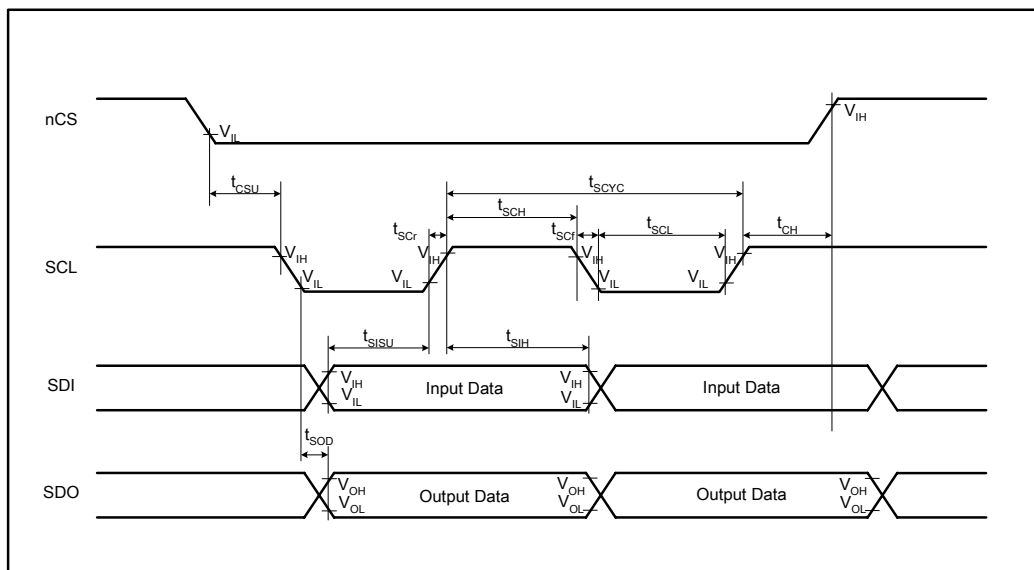 nCS
V_IL
V_IH
t_CSU
t_SCYC
t_SCH
t_SCr
t_SCf
t_SCL
t_CH
SCL
V_IH
V_IL
V_IL
V_IH
V_IH
V_IL
V_IL
V_IH
t_SISU
t_SIH
SDI
V_IH
V_IL
Input Data
V_IH
V_IL
Input Data
t_SOD
SDO
V_OH
V_OL
Output Data
V_OH
V_OL
Output Data
V_OH
V_OL